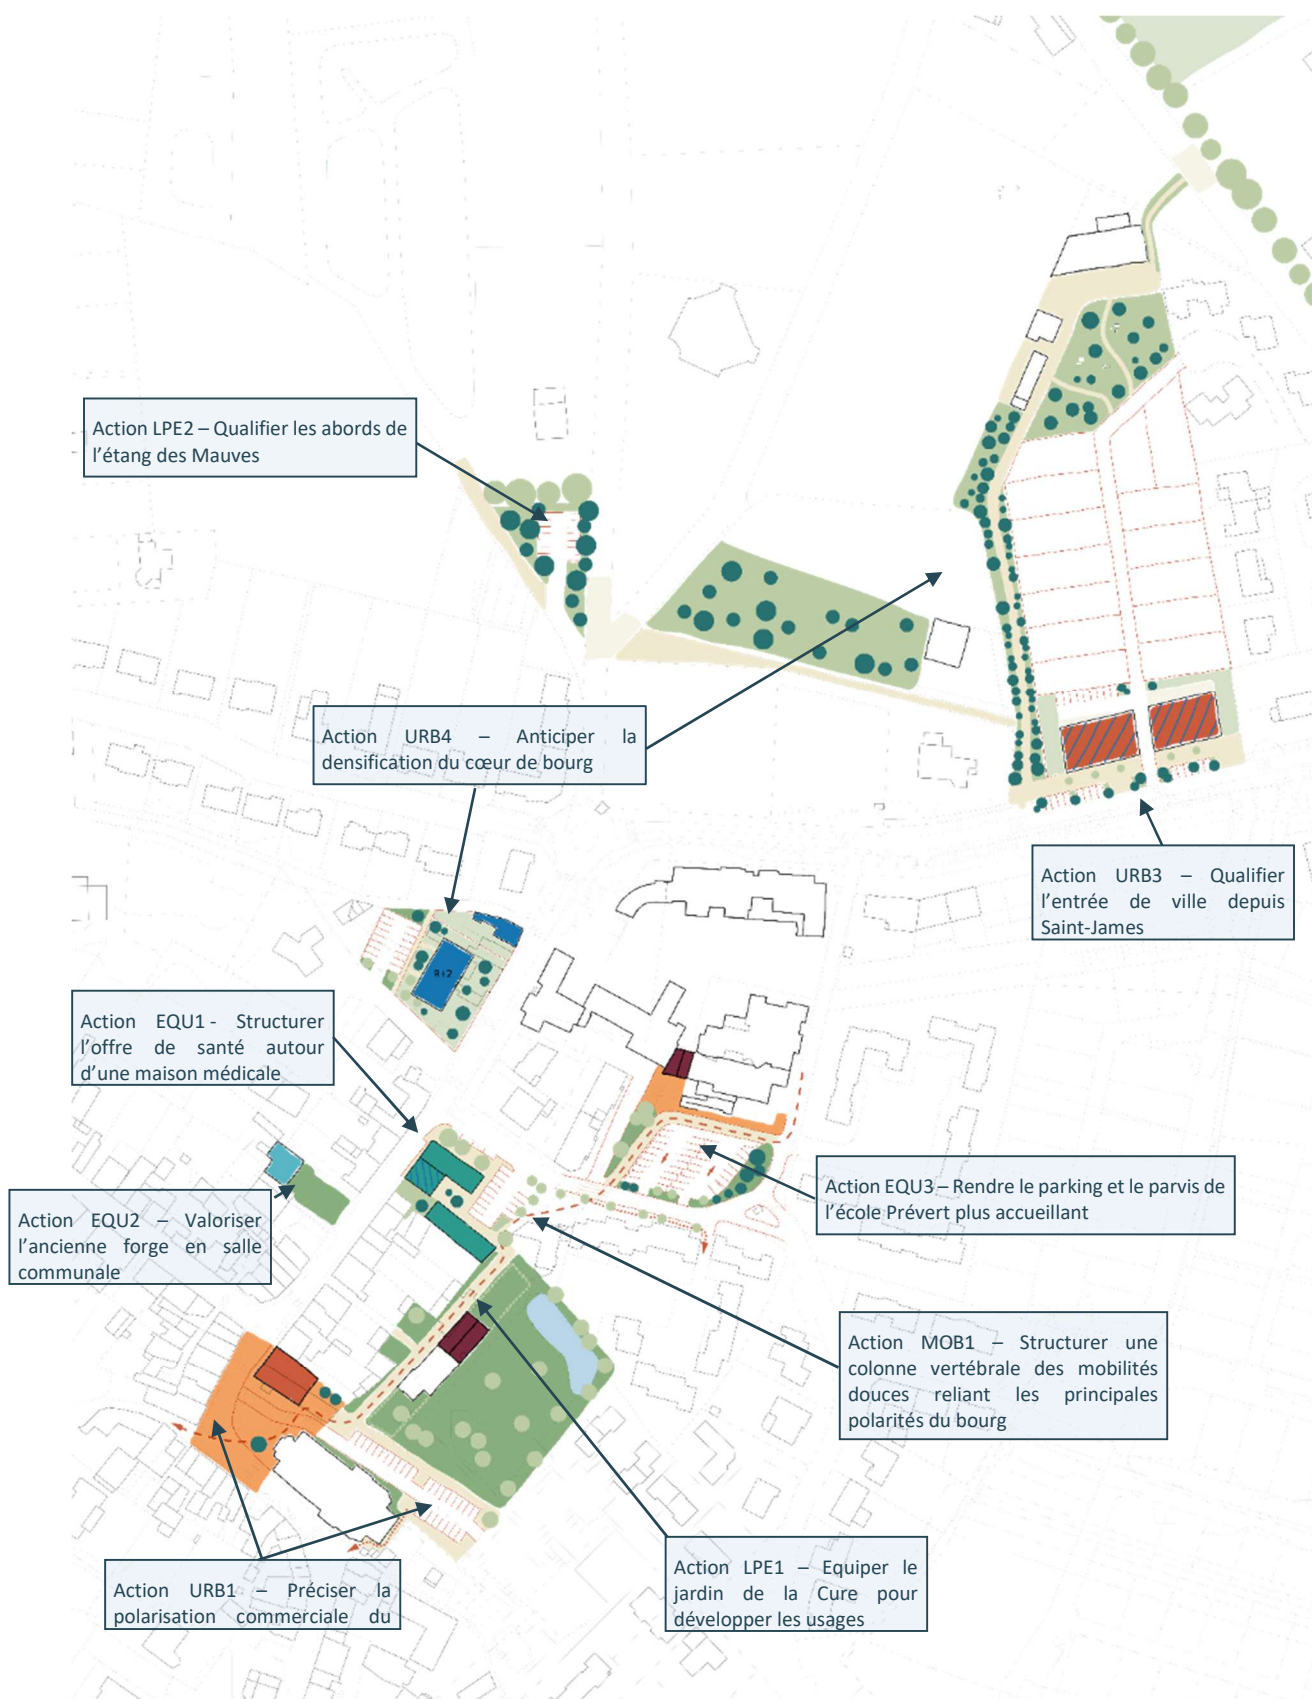 Action LPE2 – Qualifier les abords de
l'étang des Mauves
Action URB4 – Anticiper la
densification du cœur de bourg
Action URB3 – Qualifier
l'entrée de ville depuis
Saint-James
R+2
Action EQU1 - Structurer
l'offre de santé autour
d'une maison médicale
Action EQU3 – Rendre le parking et le parvis de
l'école Prévert plus accueillant
Action EQU2 – Valoriser
l'ancienne forge en salle
communale
Action MOB1 – Structurer une
colonne vertébrale des mobilités
douces reliant les principales
polarités du bourg
Action LPE1 – Equiper le
jardin de la Cure pour
développer les usages
Action URB1 – Préciser la
polarisation commerciale du